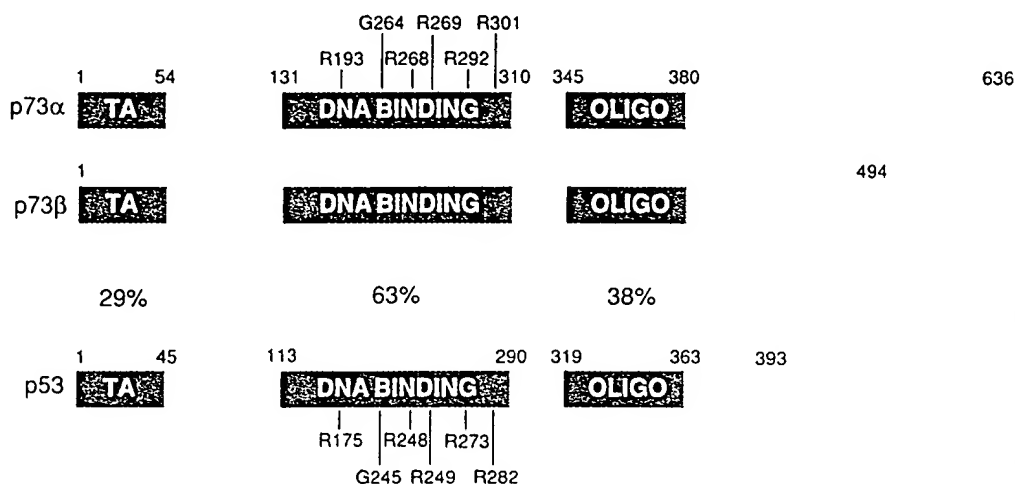 G264 R269 R301
R193 R268 R292
1 54 131 310 345 380 636
p73α TA DNA BINDING OLIGO
1 494
p73β TA DNA BINDING OLIGO
29% 63% 38%
1 45 113 290 319 363 393
p53 TA DNA BINDING OLIGO
R175 R248 R273
G245 R249 R282